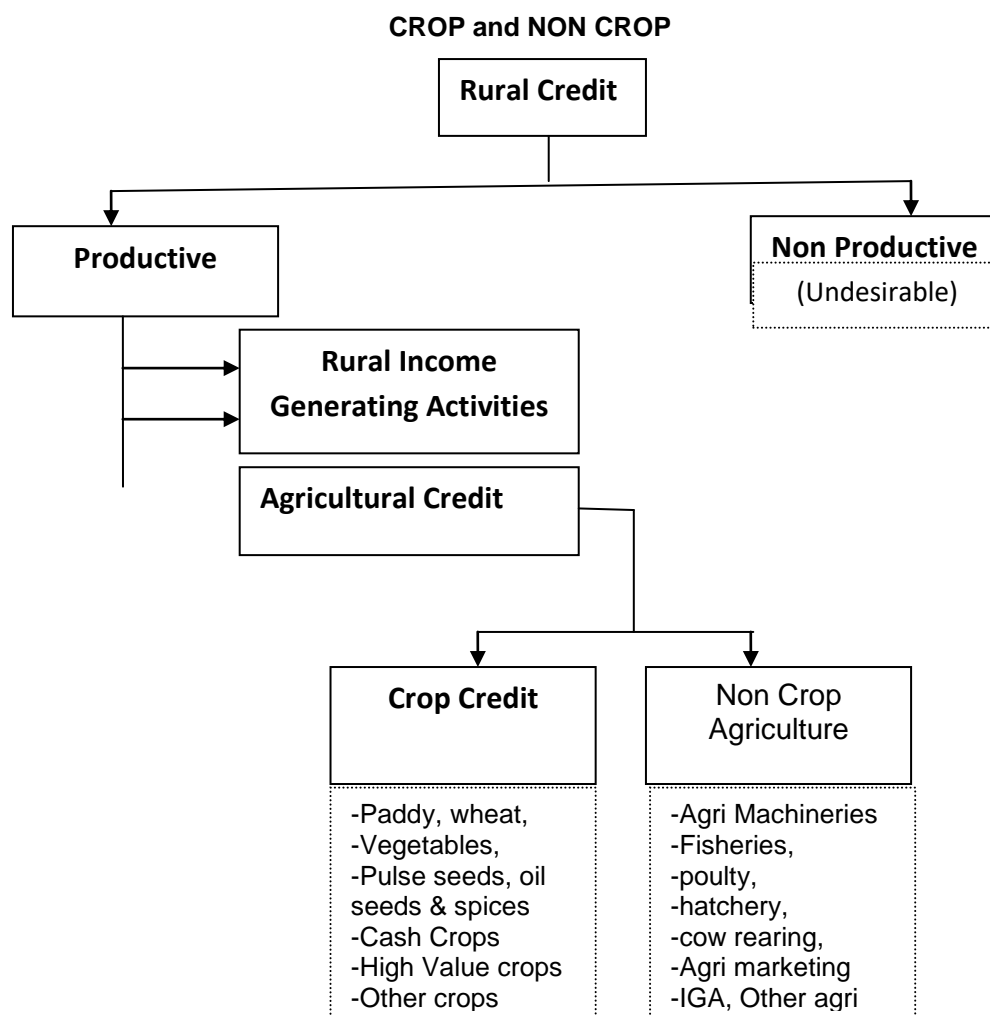 CROP and NON CROP
Rural Credit
Productive
Non Productive
(Undesirable)
Rural Income
Generating Activities
Agricultural Credit
Crop Credit
-Paddy, wheat,
-Vegetables,
-Pulse seeds, oil
seeds & spices
-Cash Crops
-High Value crops
-Other crops
Non Crop
Agriculture
-Agri Machineries
-Fisheries,
-poulty,
-hatchery,
-cow rearing,
-Agri marketing
-IGA, Other agri